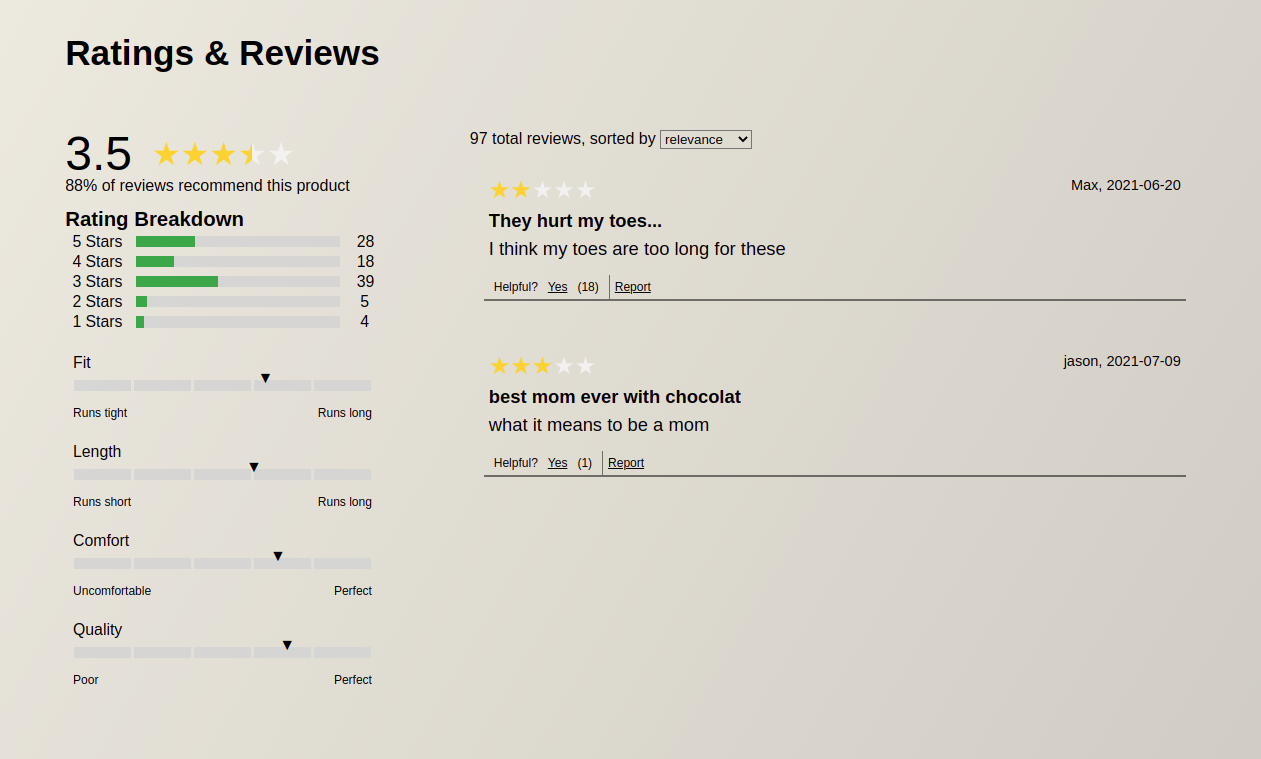 Ratings & Reviews
3.5
88% of reviews recommend this product
Rating Breakdown
5 Stars 28
4 Stars 18
3 Stars 39
2 Stars 5
1 Stars 4
Fit
Runs tight Runs long
Length
Runs short Runs long
Comfort
Uncomfortable Perfect
Quality
Poor Perfect
97 total reviews, sorted by relevance
Max, 2021-06-20
They hurt my toes...
I think my toes are too long for these
Helpful? Yes (18) Report
jason, 2021-07-09
best mom ever with chocolat
what it means to be a mom
Helpful? Yes (1) Report